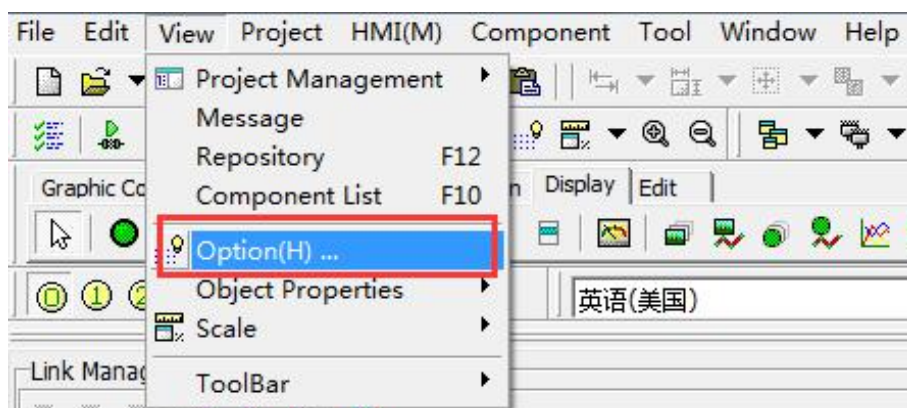 File Edit View Project HMI(M) Component Tool Window Help
Project Management
Message
Repository F12
Component List F10
Graphic Co
n Display Edit
Option(H) ...
Object Properties
英语(美国)
Scale
Link Manag
ToolBar